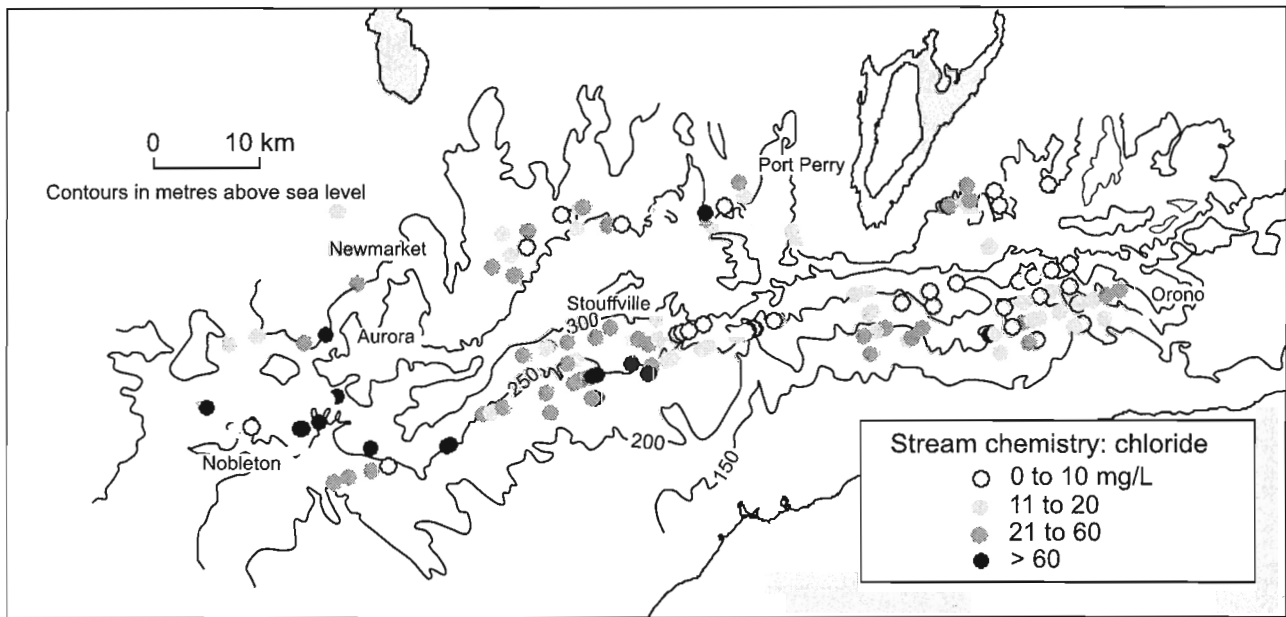 0 10 km
Contours in metres above sea level
Port Perry
Newmarket
Stouffville
Orono
300
Aurora
250
200
150
Nobleton
Stream chemistry: chloride
0 to 10 mg/L
11 to 20
21 to 60
> 60